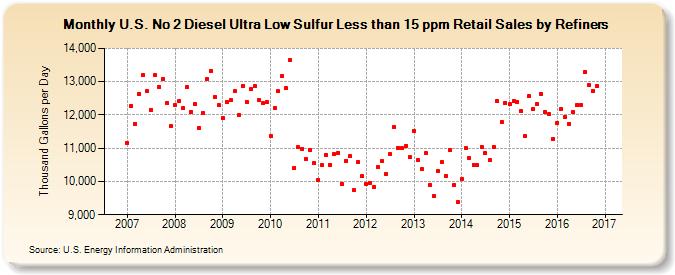 Monthly U.S. No 2 Diesel Ultra Low Sulfur Less than 15 ppm Retail Sales by Refiners
Thousand Gallons per Day
14,000
13,000
12,000
11,000
10,000
9,000
2007 2008 2009 2010 2011 2012 2013 2014 2015 2016 2017
Source: U.S. Energy Information Administration